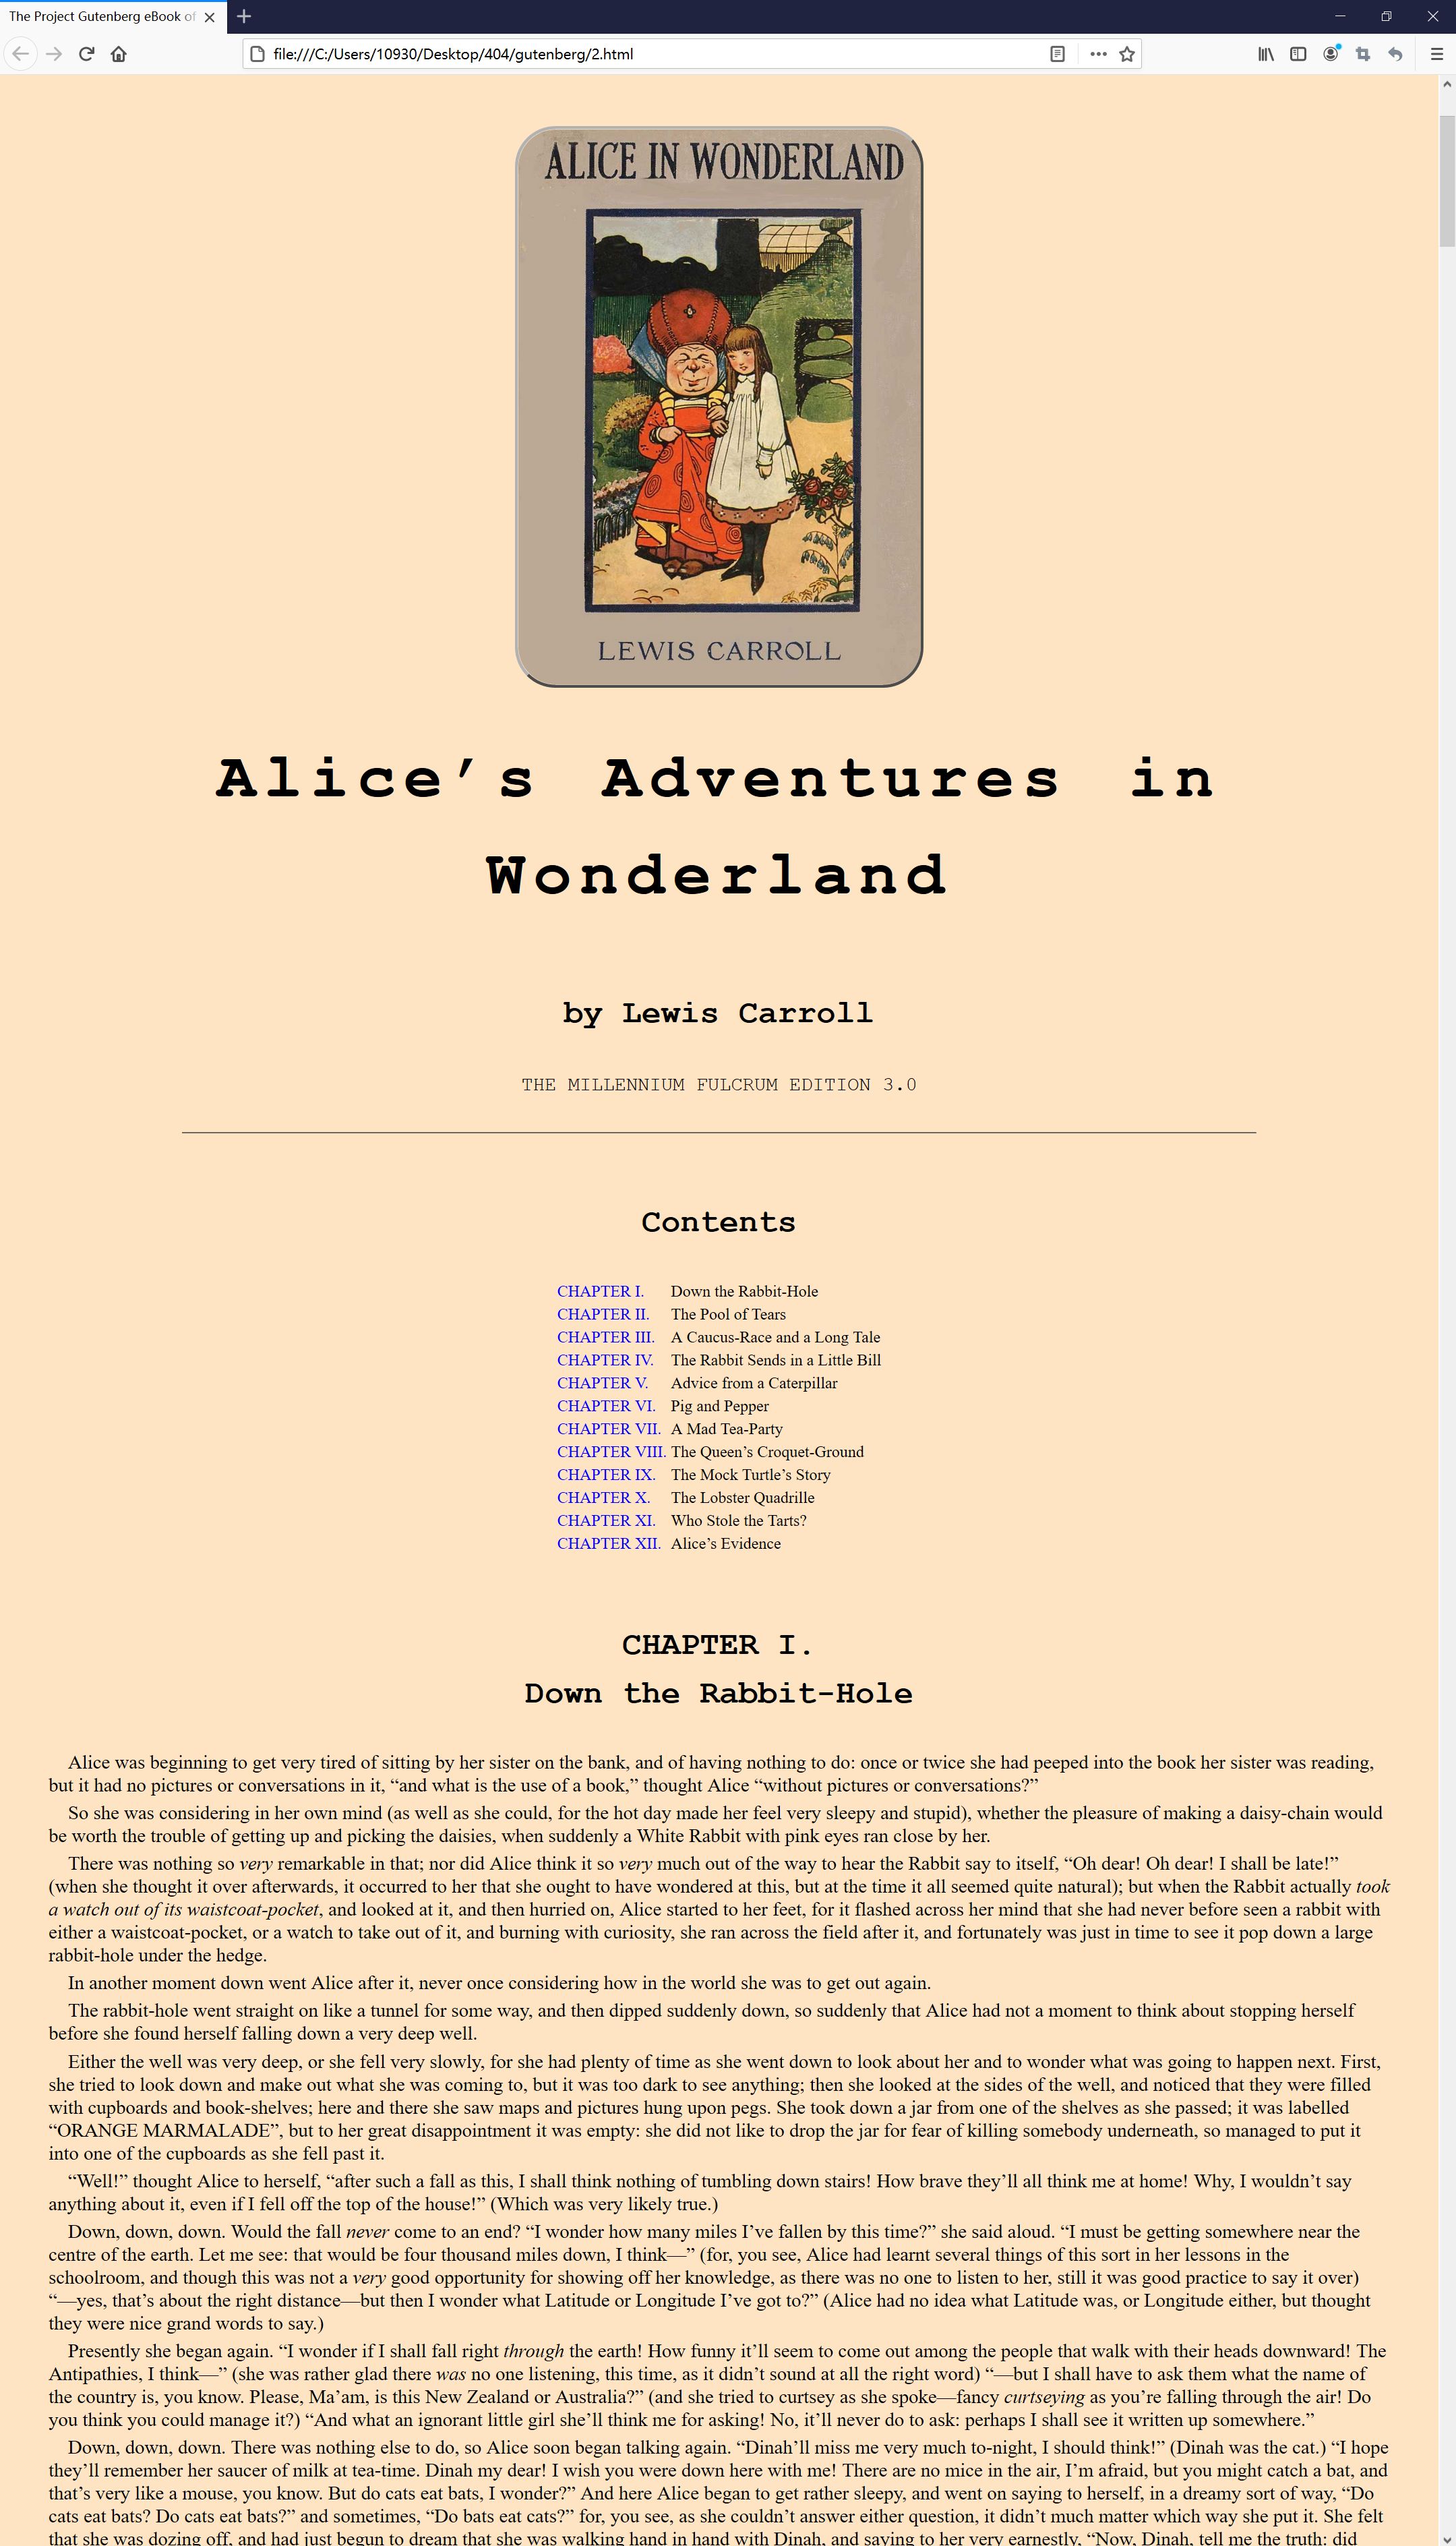 The Project Gutenberg eBook of
file:///C:/Users/10930/Desktop/404/gutenberg/2.html
ALICE IN WONDERLAND
LEWIS CARROLL
Alice’s Adventures in
Wonderland
by Lewis Carroll
THE MILLENNIUM FULCRUM EDITION 3.0
Contents
CHAPTER I. Down the Rabbit-Hole
CHAPTER II. The Pool of Tears
CHAPTER III. A Caucus-Race and a Long Tale
CHAPTER IV. The Rabbit Sends in a Little Bill
CHAPTER V. Advice from a Caterpillar
CHAPTER VI. Pig and Pepper
CHAPTER VII. A Mad Tea-Party
CHAPTER VIII. The Queen’s Croquet-Ground
CHAPTER IX. The Mock Turtle’s Story
CHAPTER X. The Lobster Quadrille
CHAPTER XI. Who Stole the Tarts?
CHAPTER XII. Alice’s Evidence
CHAPTER I.
Down the Rabbit-Hole
Alice was beginning to get very tired of sitting by her sister on the bank, and of having nothing to do: once or twice she had peeped into the book her sister was reading,
but it had no pictures or conversations in it, “and what is the use of a book,” thought Alice “without pictures or conversations?”
So she was considering in her own mind (as well as she could, for the hot day made her feel very sleepy and stupid), whether the pleasure of making a daisy-chain would
be worth the trouble of getting up and picking the daisies, when suddenly a White Rabbit with pink eyes ran close by her.
There was nothing so very remarkable in that; nor did Alice think it so very much out of the way to hear the Rabbit say to itself, “Oh dear! Oh dear! I shall be late!”
(when she thought it over afterwards, it occurred to her that she ought to have wondered at this, but at the time it all seemed quite natural); but when the Rabbit actually took
a watch out of its waistcoat-pocket, and looked at it, and then hurried on, Alice started to her feet, for it flashed across her mind that she had never before seen a rabbit with
either a waistcoat-pocket, or a watch to take out of it, and burning with curiosity, she ran across the field after it, and fortunately was just in time to see it pop down a large
rabbit-hole under the hedge.
In another moment down went Alice after it, never once considering how in the world she was to get out again.
The rabbit-hole went straight on like a tunnel for some way, and then dipped suddenly down, so suddenly that Alice had not a moment to think about stopping herself
before she found herself falling down a very deep well.
Either the well was very deep, or she fell very slowly, for she had plenty of time as she went down to look about her and to wonder what was going to happen next. First,
she tried to look down and make out what she was coming to, but it was too dark to see anything; then she looked at the sides of the well, and noticed that they were filled
with cupboards and book-shelves; here and there she saw maps and pictures hung upon pegs. She took down a jar from one of the shelves as she passed; it was labelled
“ORANGE MARMALADE”, but to her great disappointment it was empty: she did not like to drop the jar for fear of killing somebody underneath, so managed to put it
into one of the cupboards as she fell past it.
“Well!” thought Alice to herself, “after such a fall as this, I shall think nothing of tumbling down stairs! How brave they’ll all think me at home! Why, I wouldn’t say
anything about it, even if I fell off the top of the house!” (Which was very likely true.)
Down, down, down. Would the fall never come to an end? “I wonder how many miles I’ve fallen by this time?” she said aloud. “I must be getting somewhere near the
centre of the earth. Let me see: that would be four thousand miles down, I think—” (for, you see, Alice had learnt several things of this sort in her lessons in the
schoolroom, and though this was not a very good opportunity for showing off her knowledge, as there was no one to listen to her, still it was good practice to say it over)
“—yes, that’s about the right distance—but then I wonder what Latitude or Longitude I’ve got to?” (Alice had no idea what Latitude was, or Longitude either, but thought
they were nice grand words to say.)
Presently she began again. “I wonder if I shall fall right through the earth! How funny it’ll seem to come out among the people that walk with their heads downward! The
Antipathies, I think—” (she was rather glad there was no one listening, this time, as it didn’t sound at all the right word) “—but I shall have to ask them what the name of
the country is, you know. Please, Ma’am, is this New Zealand or Australia?” (and she tried to curtsey as she spoke—fancy curtseying as you’re falling through the air! Do
you think you could manage it?) “And what an ignorant little girl she’ll think me for asking! No, it’ll never do to ask: perhaps I shall see it written up somewhere.”
Down, down, down. There was nothing else to do, so Alice soon began talking again. “Dinah’ll miss me very much to-night, I should think!” (Dinah was the cat.) “I hope
they’ll remember her saucer of milk at tea-time. Dinah my dear! I wish you were down here with me! There are no mice in the air, I’m afraid, but you might catch a bat, and
that’s very like a mouse, you know. But do cats eat bats, I wonder?” And here Alice began to get rather sleepy, and went on saying to herself, in a dreamy sort of way, “Do
cats eat bats? Do cats eat bats?” and sometimes, “Do bats eat cats?” for, you see, as she couldn’t answer either question, it didn’t much matter which way she put it. She felt
that she was dozing off, and had just begun to dream that she was walking hand in hand with Dinah, and saying to her very earnestly, “Now, Dinah, tell me the truth: did